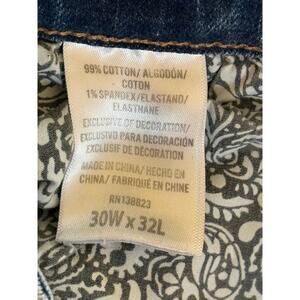 99% COTTON/ALGODÓN/
COTON
1% SPANDEX/ELASTANO/
ELASTHANE
EXCLUSIVE OF DECORATION/
EXCLUSIVO PARA DECORACIÓN
EXCLUSIF DE DÉCORATION
MADE IN CHINA/ HECHO EN
CHINA/ FABRIQUÉ EN CHINE
RN138823
30W x 32L